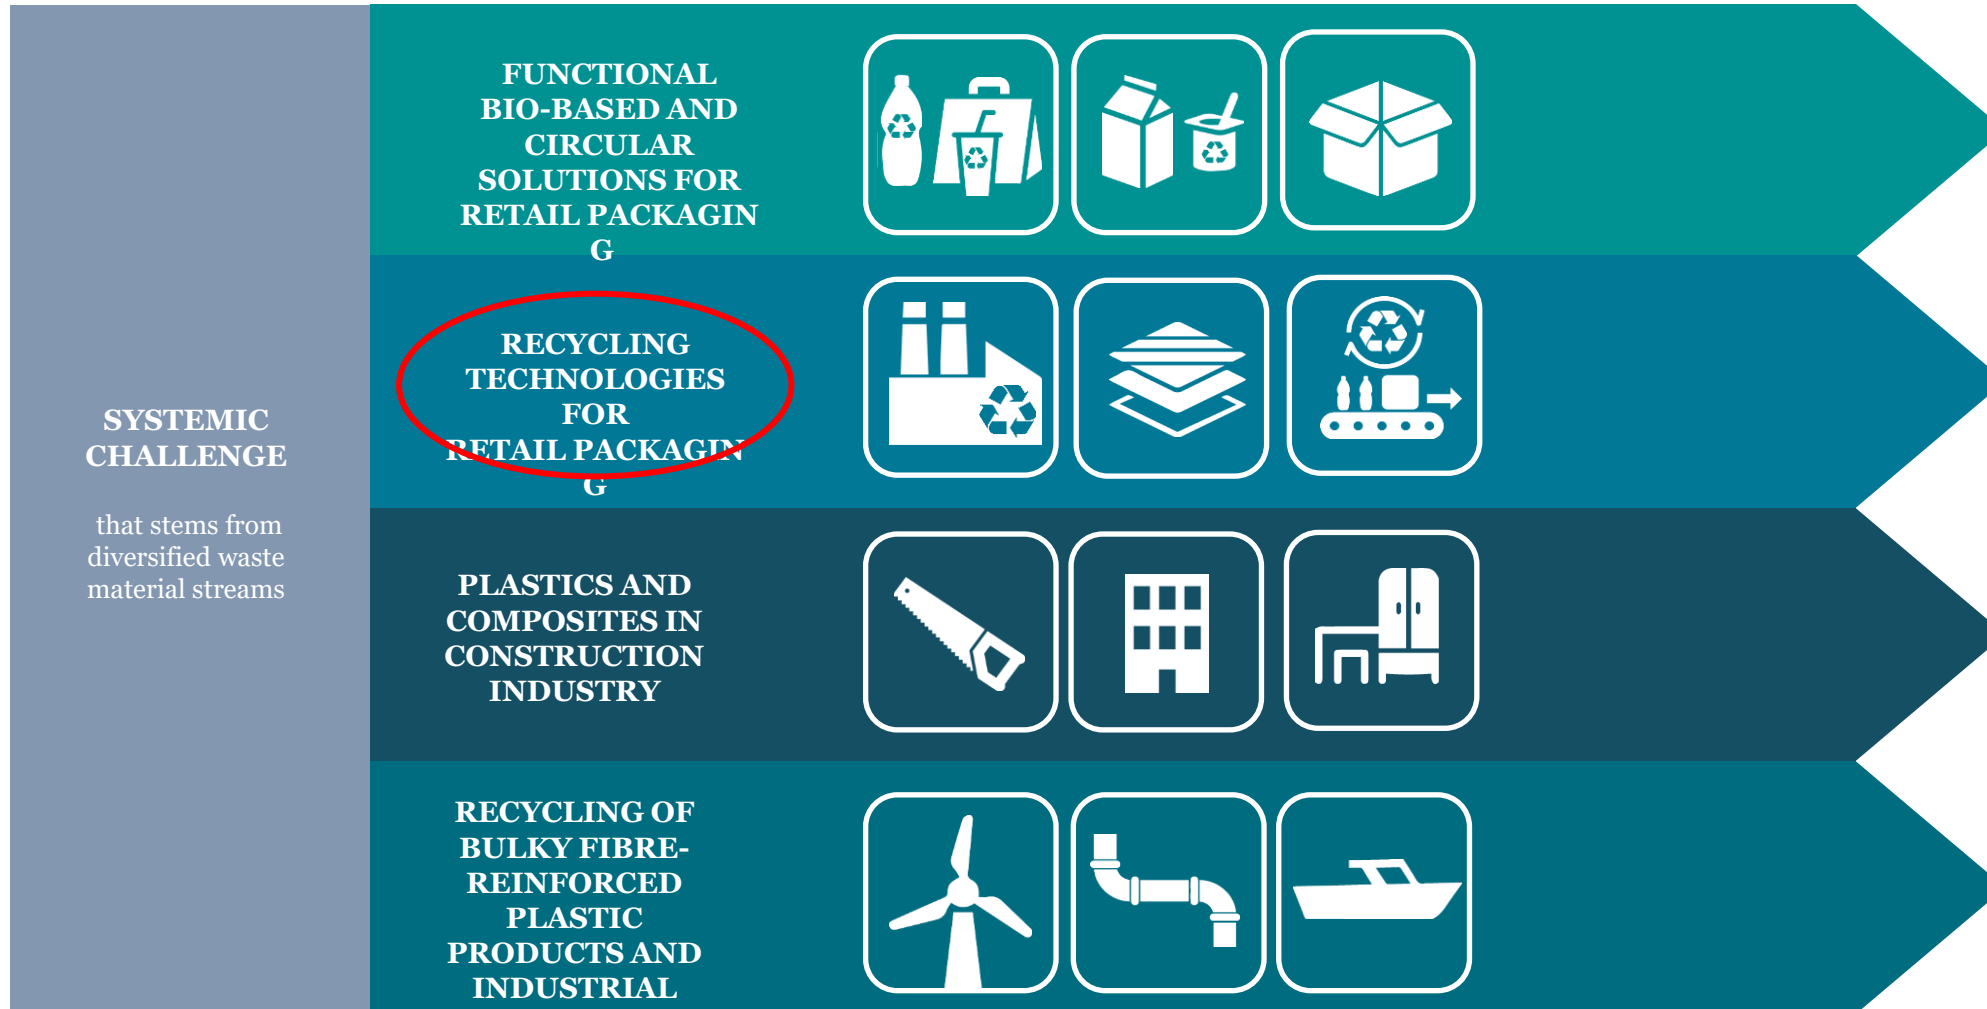 SYSTEMIC
CHALLENGE
that stems from
diversified waste
material streams
FUNCTIONAL
BIO-BASED AND
CIRCULAR
SOLUTIONS FOR
RETAIL PACKAGIN
G
RECYCLING
TECHNOLOGIES
FOR
RETAIL PACKAGIN
G
PLASTICS AND
COMPOSITES IN
CONSTRUCTION
INDUSTRY
RECYCLING OF
BULKY FIBRE-
REINFORCED
PLASTIC
PRODUCTS AND
INDUSTRIAL